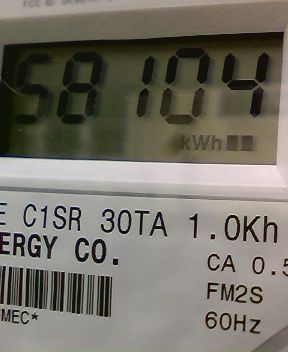 58104
kWh
E C1SR 30TA 1.0Kh
ERGY CO.
CA 0.5
FM2S
MEC*
60Hz